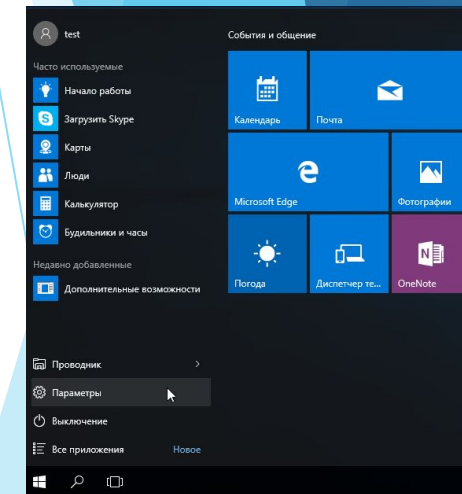 test
Часто используемые
Начало работы
Загрузить Skype
Карты
Люди
Калькулятор
Будильники и часы
Недавно добавленные
Дополнительные возможности
Проводник
Параметры
Выключение
Все приложения Новое
События и общение
Календарь
Почта
Microsoft Edge
Фотографии
Погода
Диспетчер те...
OneNote